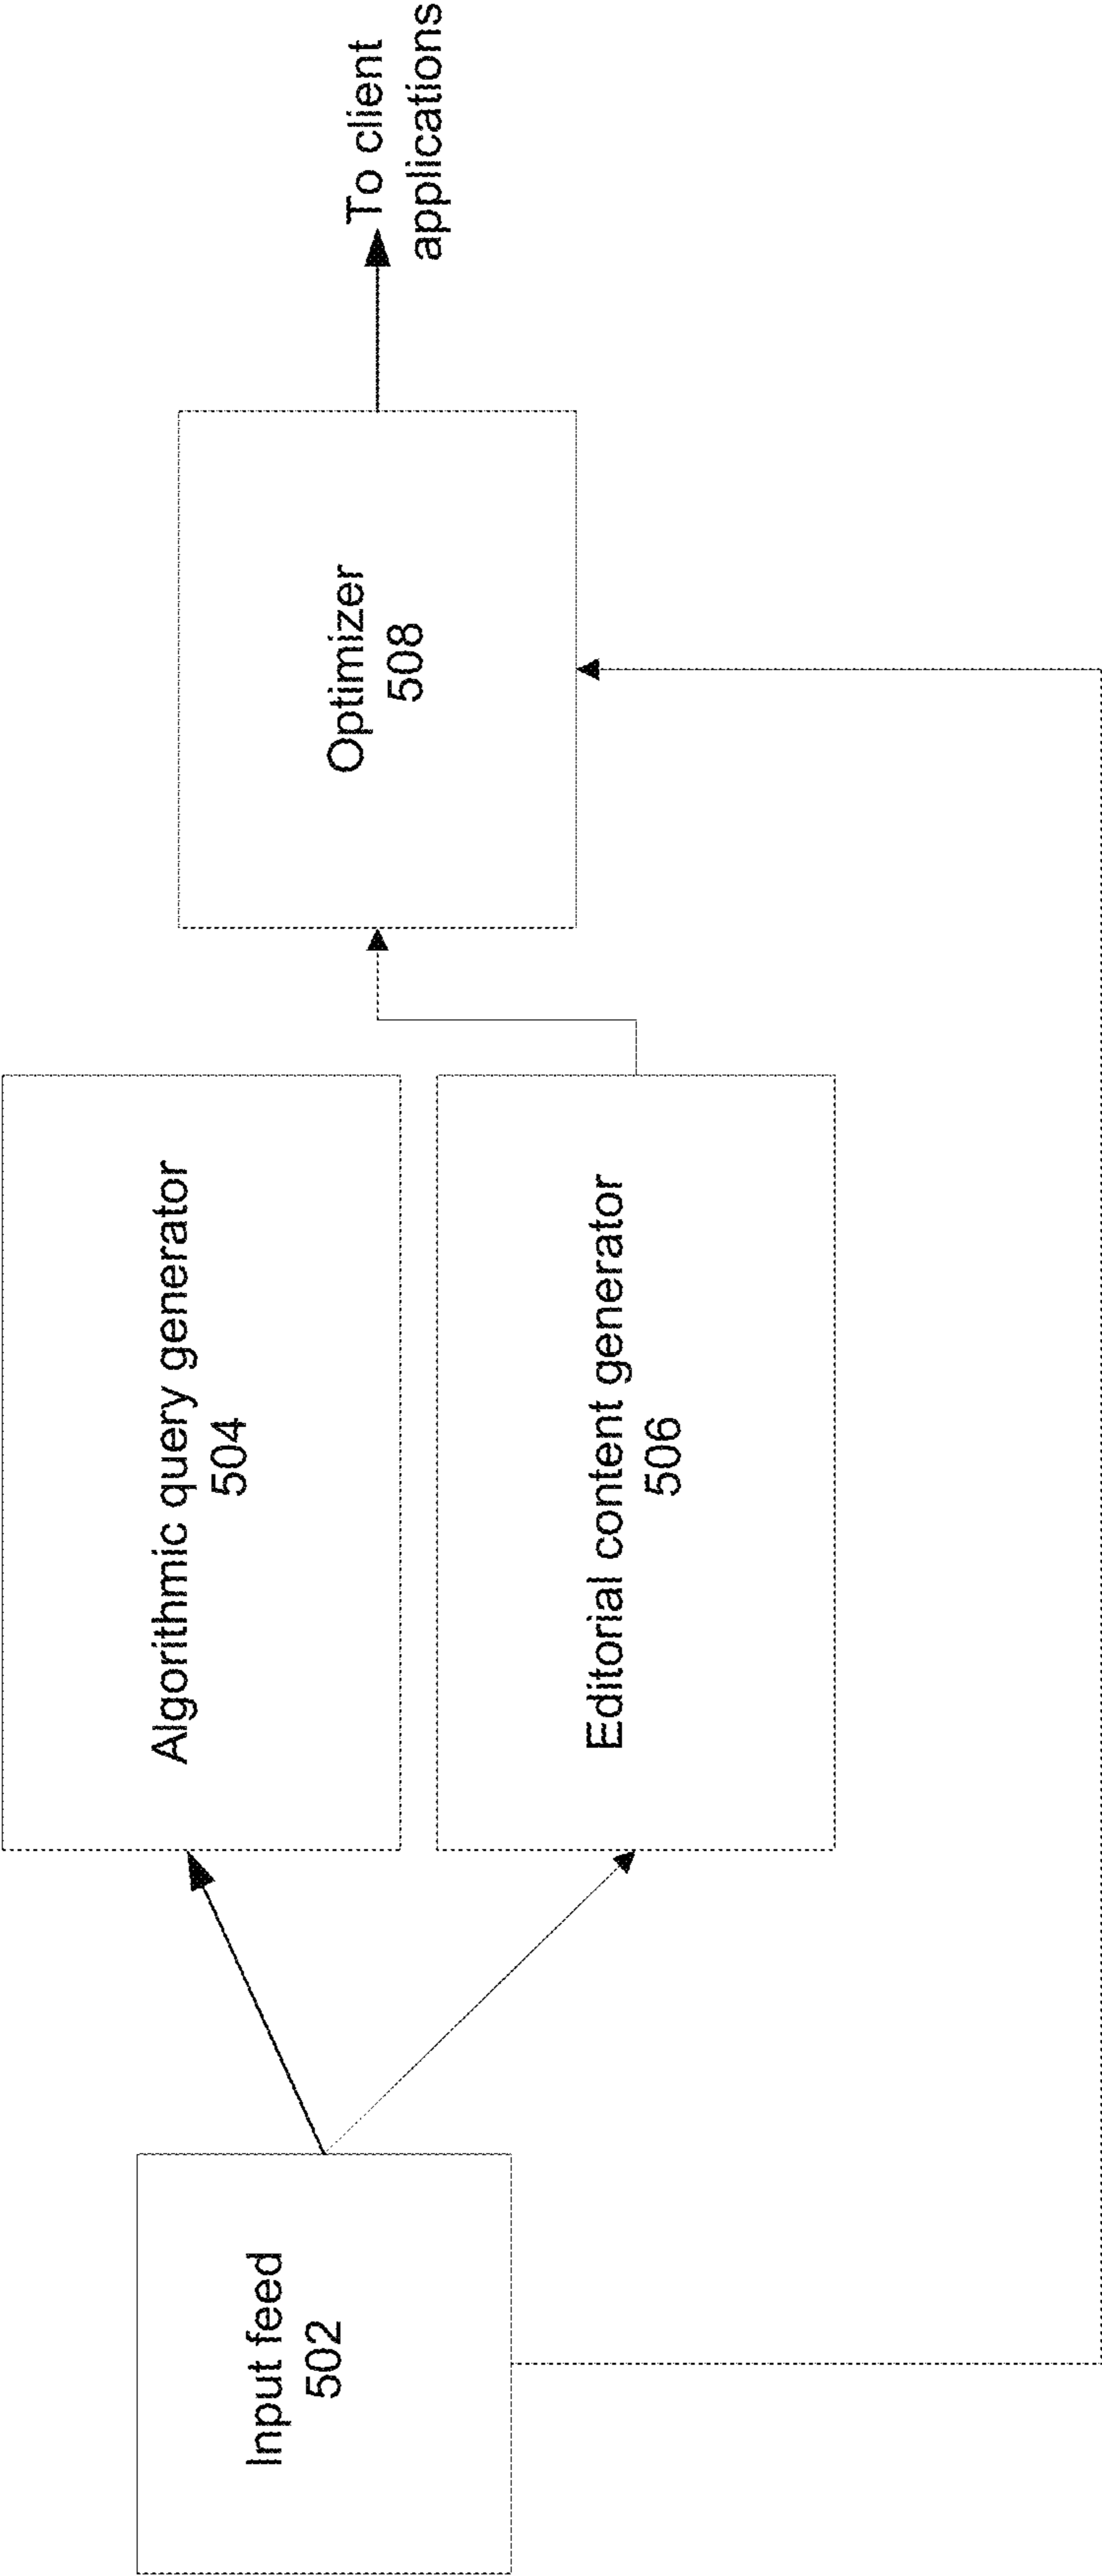 Input feed
502
Algorithmic query generator
504
Editorial content generator
506
Optimizer
508
To client
applications